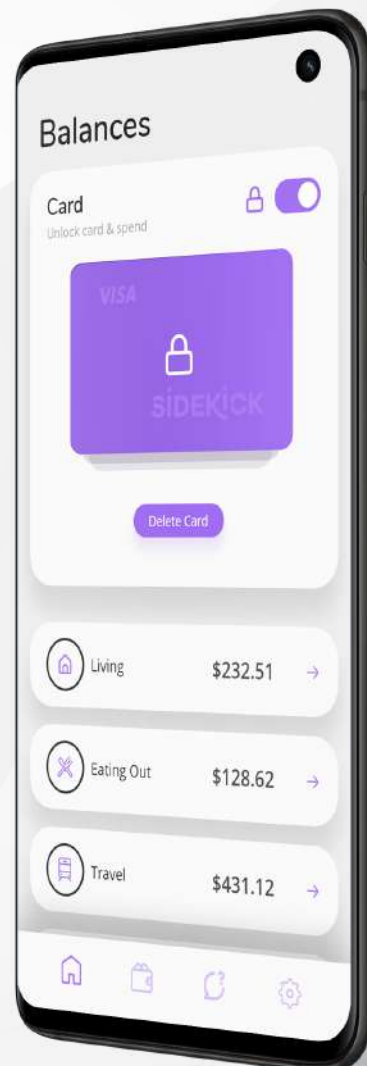 Balances
Card
Unlock card & spend
VISA
SiDEKiCK
Delete Card
Living $232.51
Eating Out $128.62
Travel $431.12